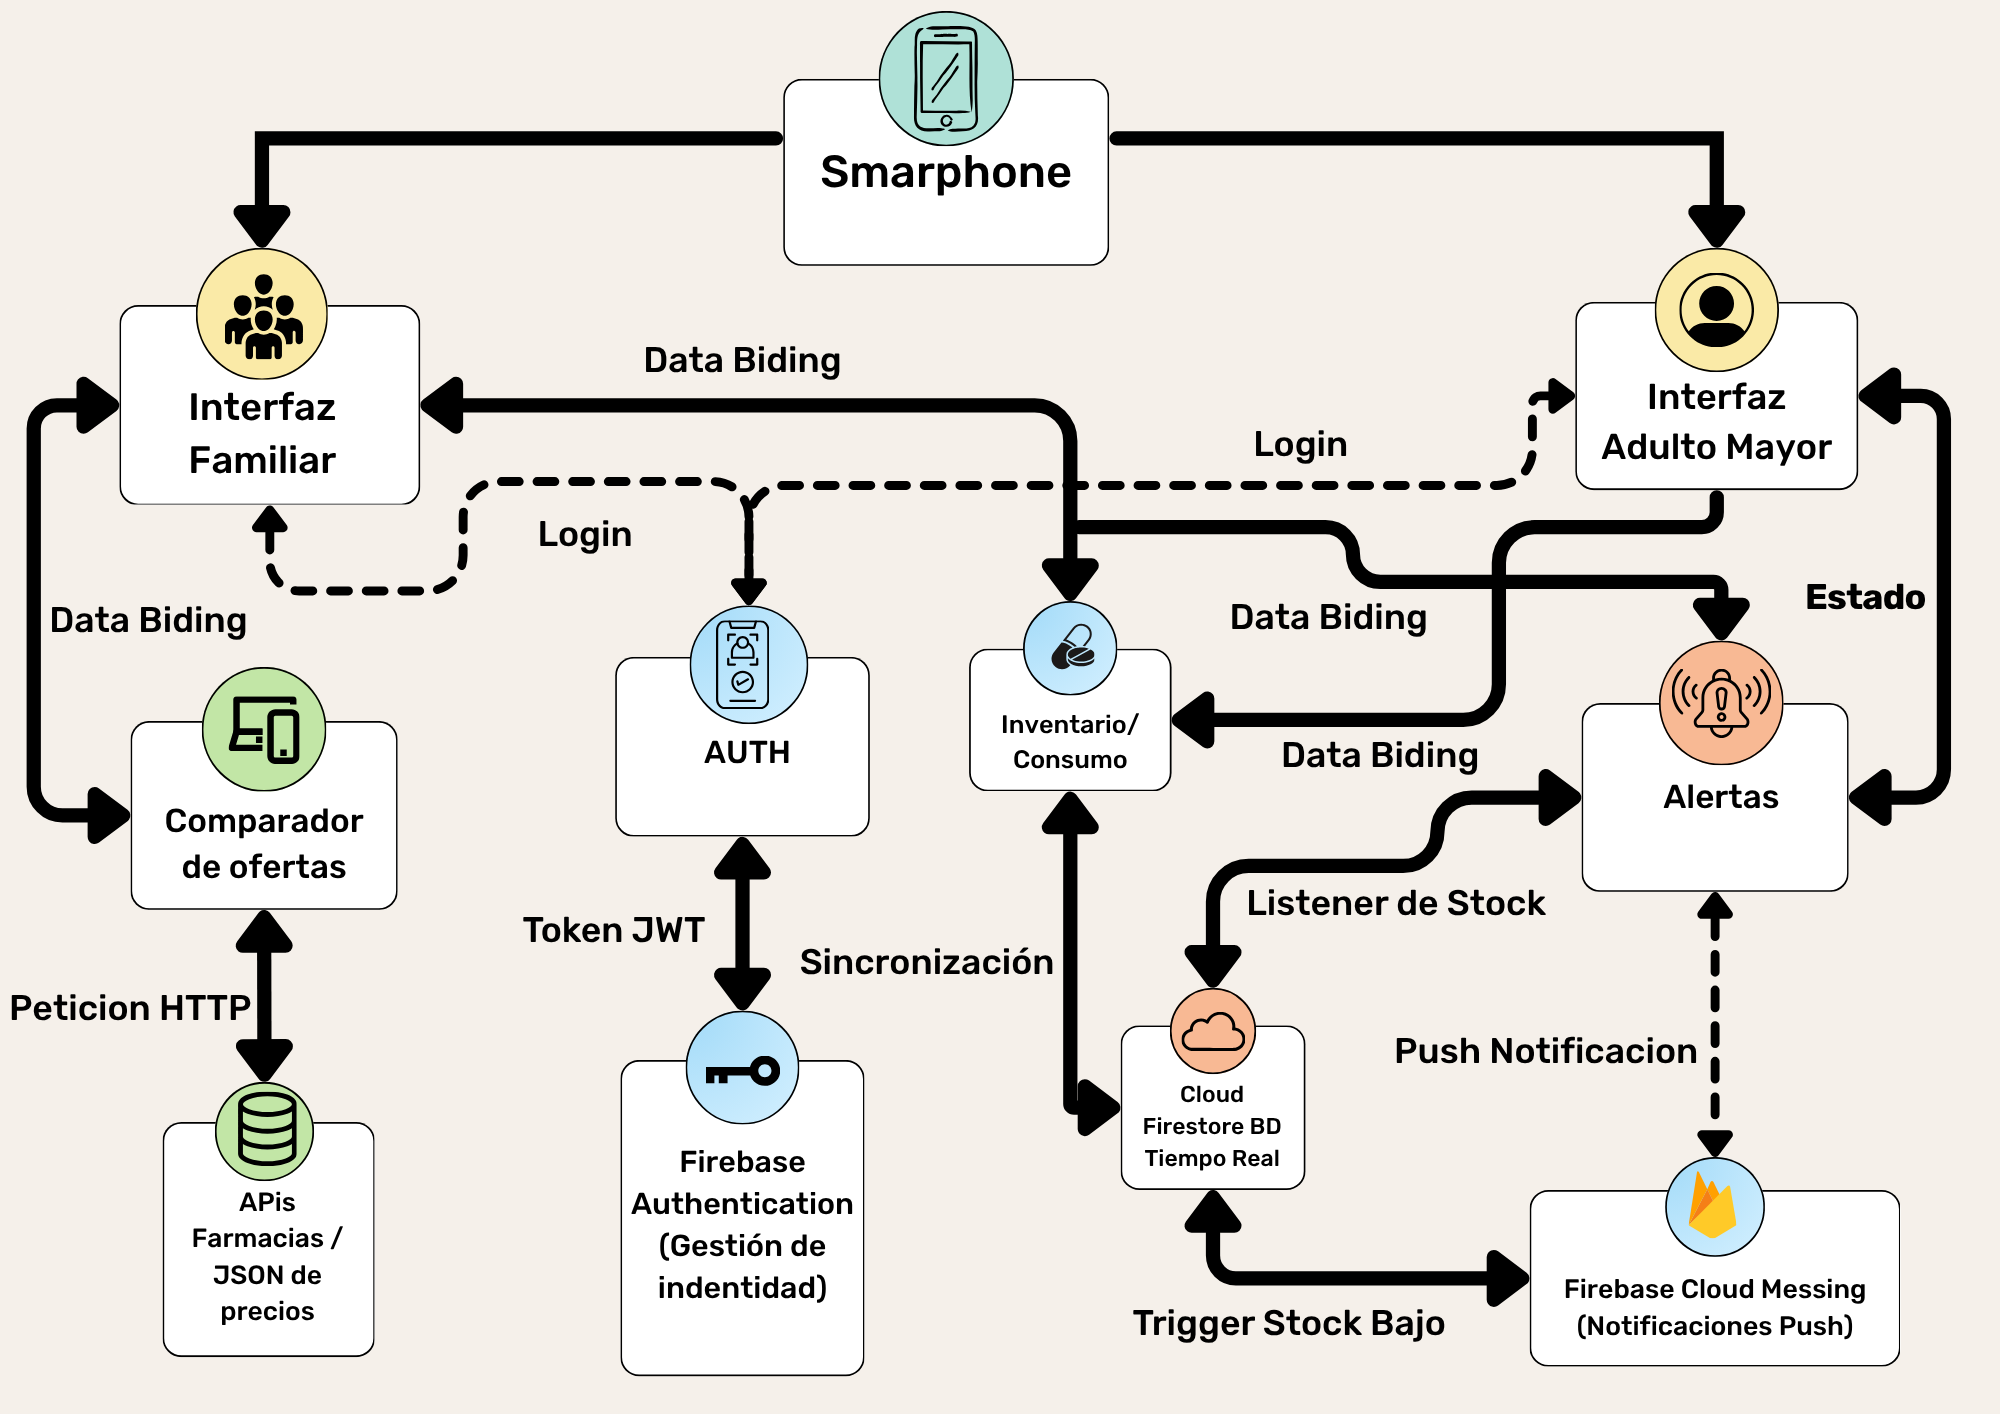 Smarphone
Interfaz
Familiar
Data Biding
Interfaz
Adulto Mayor
Login
Login
Data Biding
Data Biding
Estado
AUTH
Inventario/
Consumo
Data Biding
Alertas
Comparador
de ofertas
Listener de Stock
Token JWT
Sincronización
Peticion HTTP
Push Notificacion
Cloud
Firestore BD
Tiempo Real
Firebase
Authentication
(Gestión de
indentidad)
APis
Farmacias /
JSON de
precios
Trigger Stock Bajo
Firebase Cloud Messing
(Notificaciones Push)